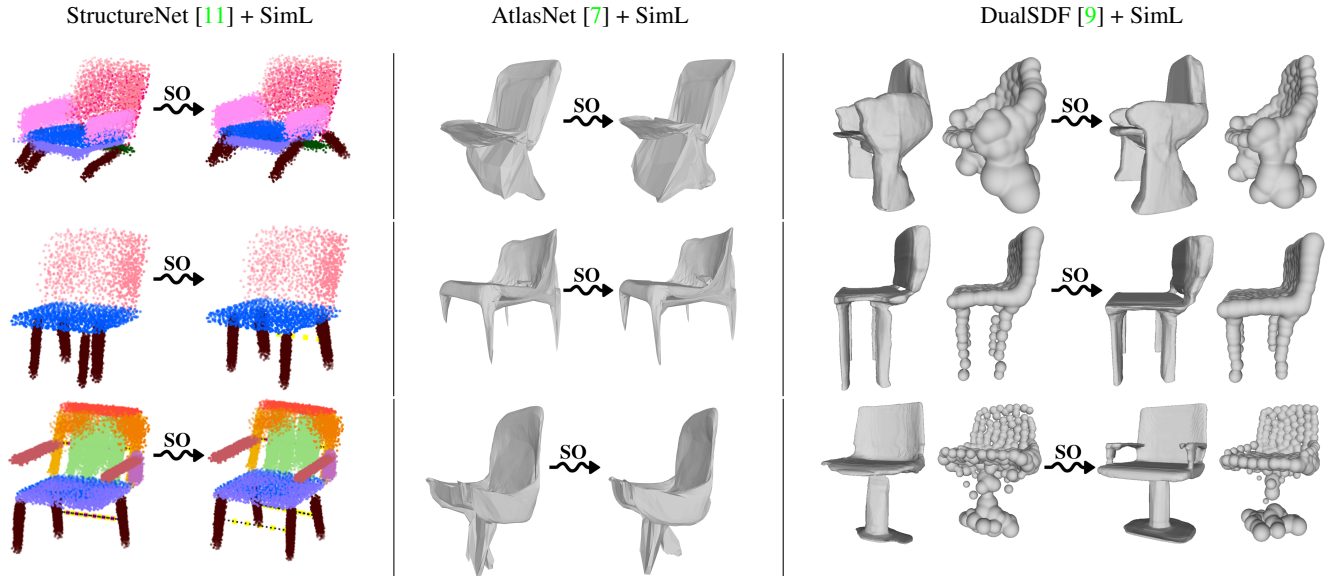 StructureNet [11] + SimL
AtlasNet [7] + SimL
DualSDF [9] + SimL
SO
SO
SO
SO
SO
SO
SO
SO
SO